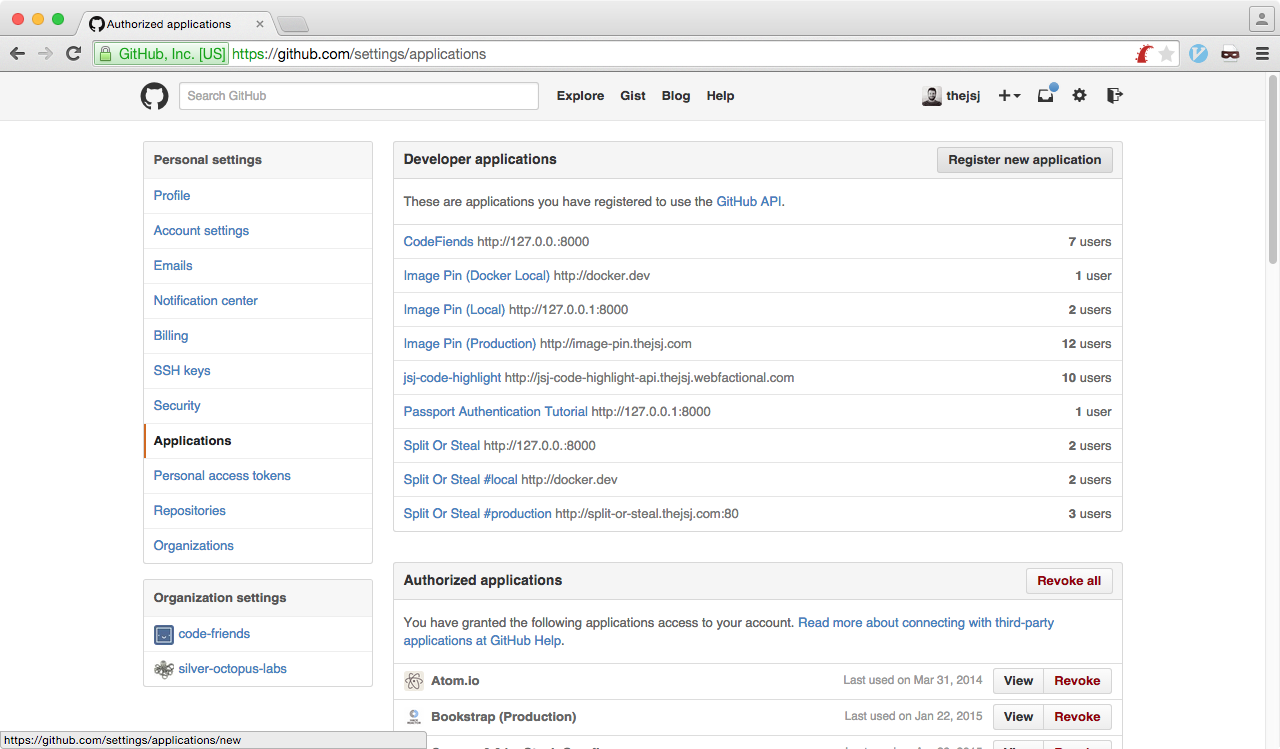 Authorized applications
GitHub, Inc. [US] https://github.com/settings/applications
Search GitHub
Explore Gist Blog Help
thejsj
Personal settings
Profile
Account settings
Emails
Notification center
Billing
SSH keys
Security
Applications
Personal access tokens
Repositories
Organizations
Organization settings
code-friends
silver-octopus-labs
Developer applications
Register new application
These are applications you have registered to use the GitHub API.
CodeFiends http://127.0.0.:8000 7 users
Image Pin (Docker Local) http://docker.dev 1 user
Image Pin (Local) http://127.0.0.1:8000 2 users
Image Pin (Production) http://image-pin.thejsj.com 12 users
jsj-code-highlight http://jsj-code-highlight-api.thejsj.webfactional.com 10 users
Passport Authentication Tutorial http://127.0.0.1:8000 1 user
Split Or Steal http://127.0.0.:8000 2 users
Split Or Steal #local http://docker.dev 2 users
Split Or Steal #production http://split-or-steal.thejsj.com:80 3 users
Authorized applications
Revoke all
You have granted the following applications access to your account. Read more about connecting with third-party
applications at GitHub Help.
Atom.io Last used on Mar 31, 2014 View Revoke
Bookstrap (Production) Last used on Jan 22, 2015 View Revoke
https://github.com/settings/applications/new